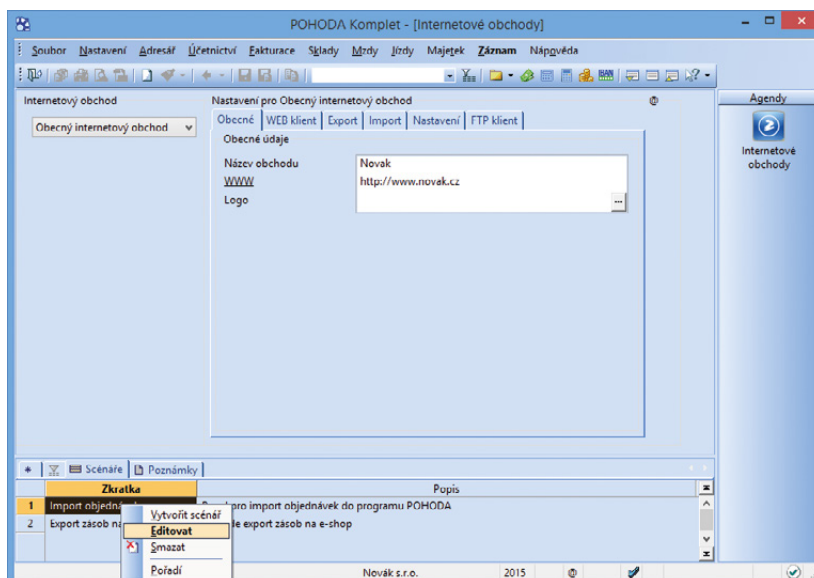 POHODA Komplet - [Internetové obchody]
Soubor Nastavení Adresář Účetnictví Fakturace Sklady Mzdy Jízdy Majetek Záznam Nápověda
Internetový obchod
Obecný internetový obchod
Nastavení pro Obecný internetový obchod @
Obecné WEB klient Export Import Nastavení FTP klient
Obecné údaje
Název obchodu Novak
WWW http://www.novak.cz
Logo ...
Agendy
Internetové
obchody
* Scénáře Poznámky
Zkratka Popis
1 Import objedná pro import objednávek do programu POHODA
2 Export zásob na export zásob na e-shop
Vytvořit scénář
Editovat
Smazat
Pořadí
Novák s.r.o. 2015 @